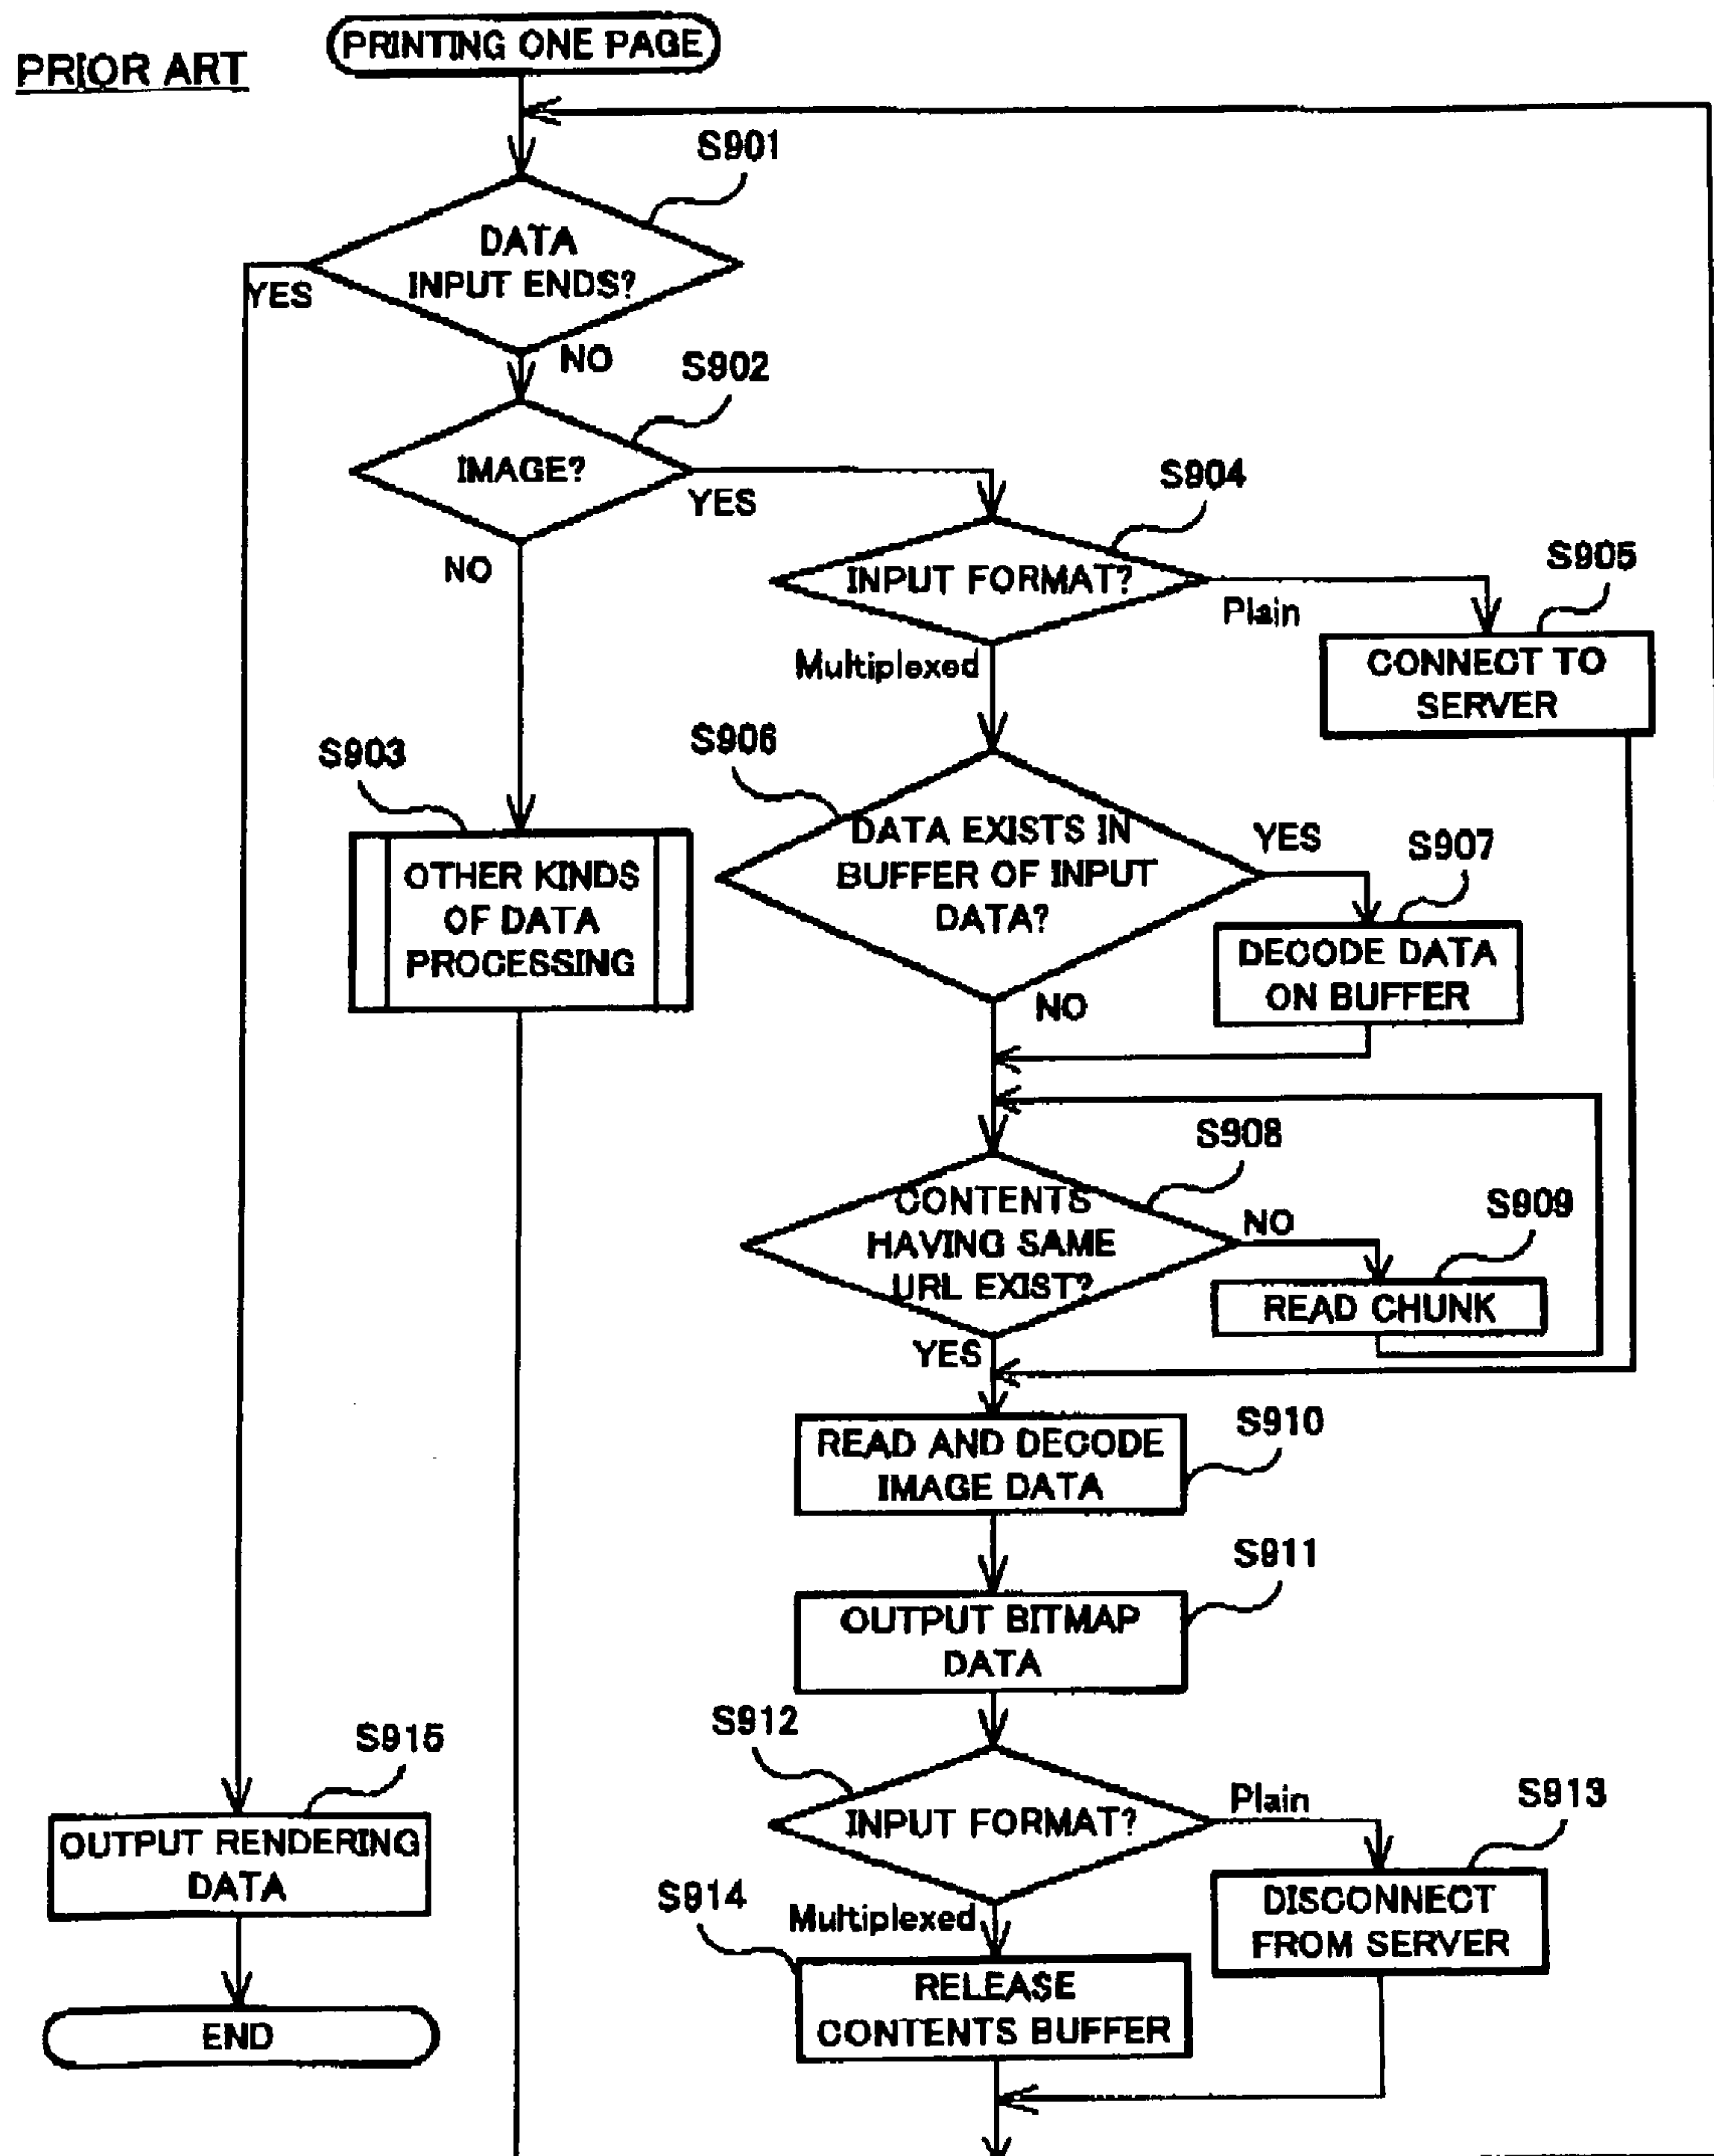 PRIOR ART
PRINTING ONE PAGE
S901
DATA
INPUT ENDS?
YES
NO
S902
IMAGE?
YES
NO
S904
INPUT FORMAT?
Plain
Multiplexed
S905
CONNECT TO
SERVER
S903
OTHER KINDS
OF DATA
PROCESSING
S906
DATA EXISTS IN
BUFFER OF INPUT
DATA?
YES
NO
S907
DECODE DATA
ON BUFFER
S908
CONTENTS
HAVING SAME
URL EXIST?
NO
YES
S909
READ CHUNK
S910
READ AND DECODE
IMAGE DATA
S911
OUTPUT BITMAP
DATA
S912
INPUT FORMAT?
Plain
Multiplexed
S913
DISCONNECT
FROM SERVER
S914
RELEASE
CONTENTS BUFFER
S915
OUTPUT RENDERING
DATA
END